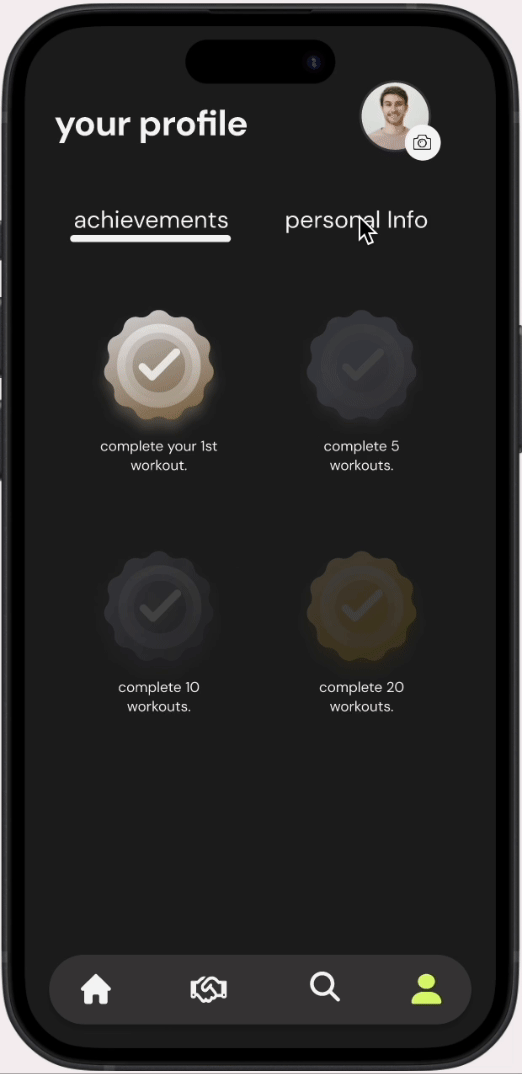 your profile
achievements
personal Info
complete your 1st
workout.
complete 5
workouts.
complete 10
workouts.
complete 20
workouts.